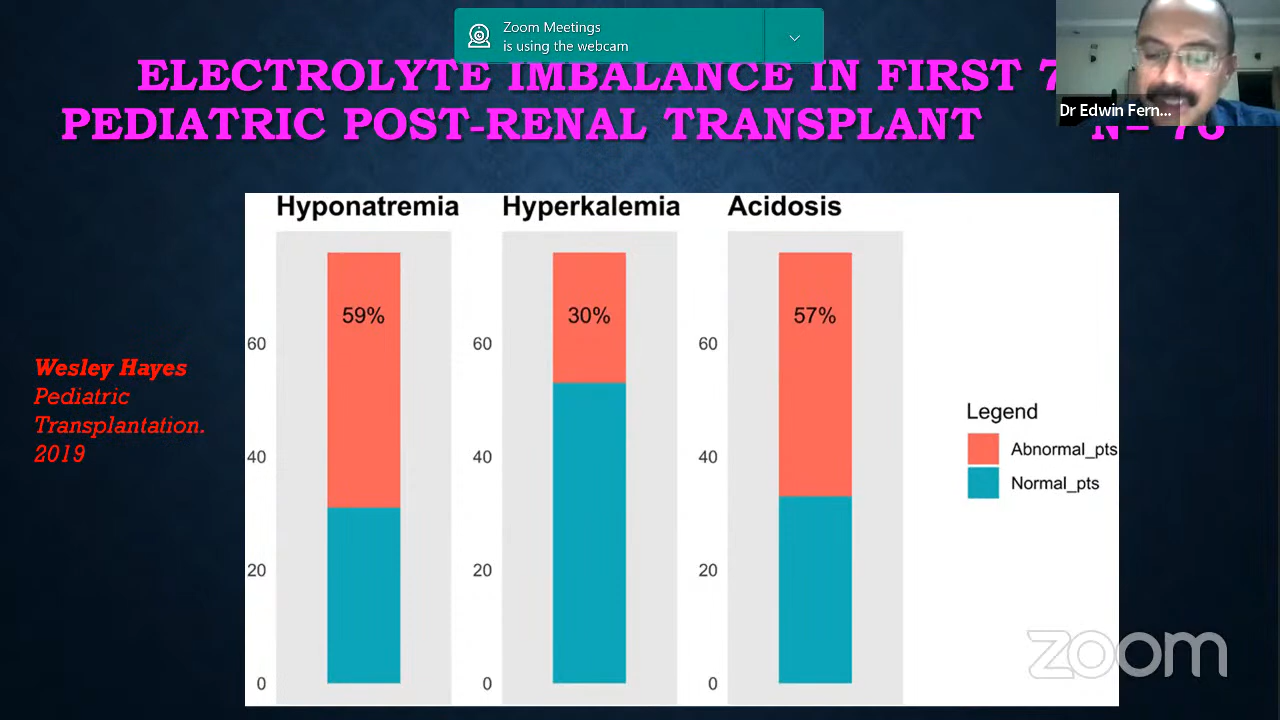 Zoom Meetings
is using the webcam
ELECTROLYTE IMBALANCE IN FIRST 7
PEDIATRIC POST-RENAL TRANSPLANT N= 76
Dr Edwin Fern...
Hyponatremia Hyperkalemia Acidosis
59% 30% 57%
60 60 60
Wesley Hayes
Pediatric
Transplantation.
2019
Legend
Abnormal_pts
Normal_pts
40 40 40
20 20 20
0 0 0
zoom